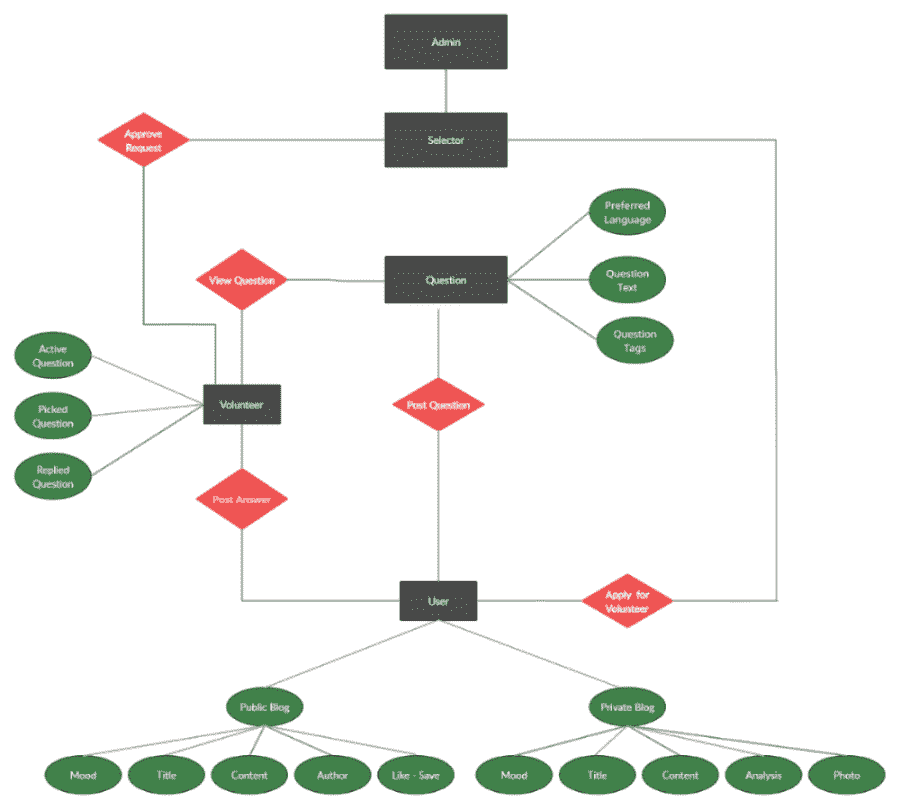 Admin
Approve
Request
Selector
Preferred
Language
View Question
Question
Question
Text
Question
Tags
Active
Question
Picked
Question
Replied
Question
Volunteer
Post Question
Post Answer
User
Apply for
Volunteer
Public Blog
Private Blog
Mood
Title
Content
Author
Like - Save
Mood
Title
Content
Analysis
Photo